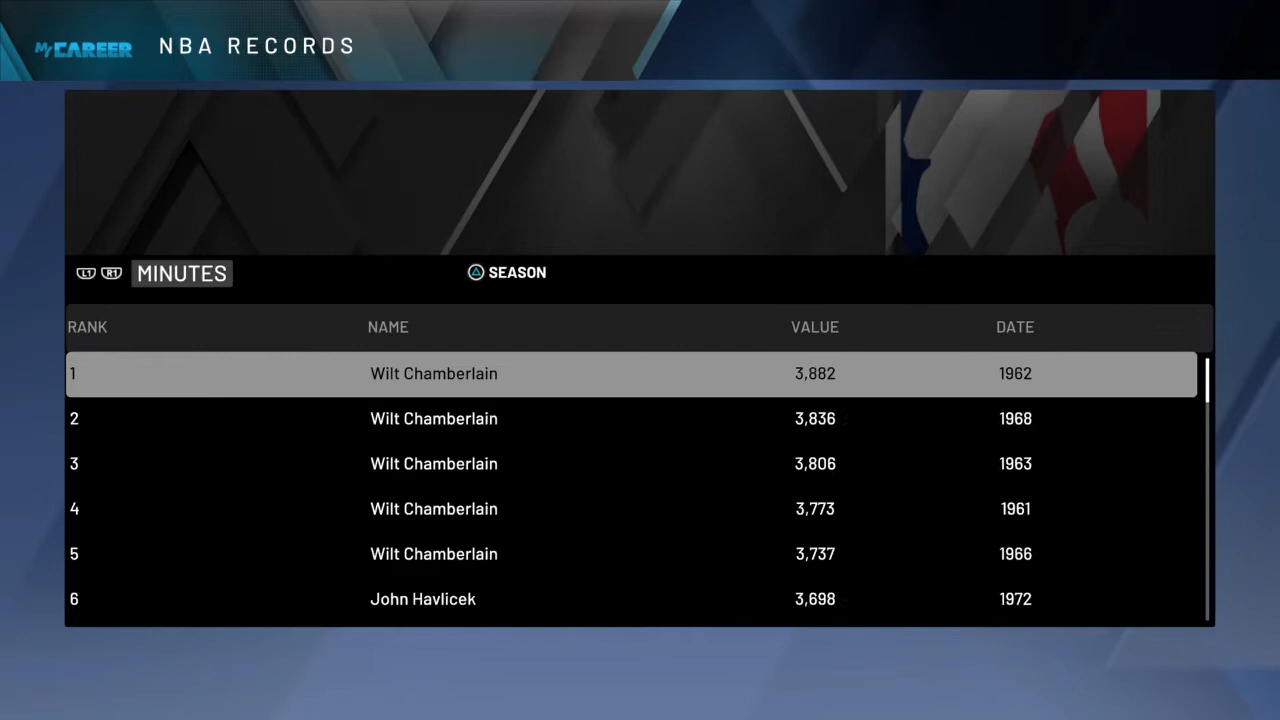 MyCAREER NBA RECORDS
L1 R1 MINUTES SEASON
RANK NAME VALUE DATE
1 Wilt Chamberlain 3,882 1962
2 Wilt Chamberlain 3,836 1968
3 Wilt Chamberlain 3,806 1963
4 Wilt Chamberlain 3,773 1961
5 Wilt Chamberlain 3,737 1966
6 John Havlicek 3,698 1972